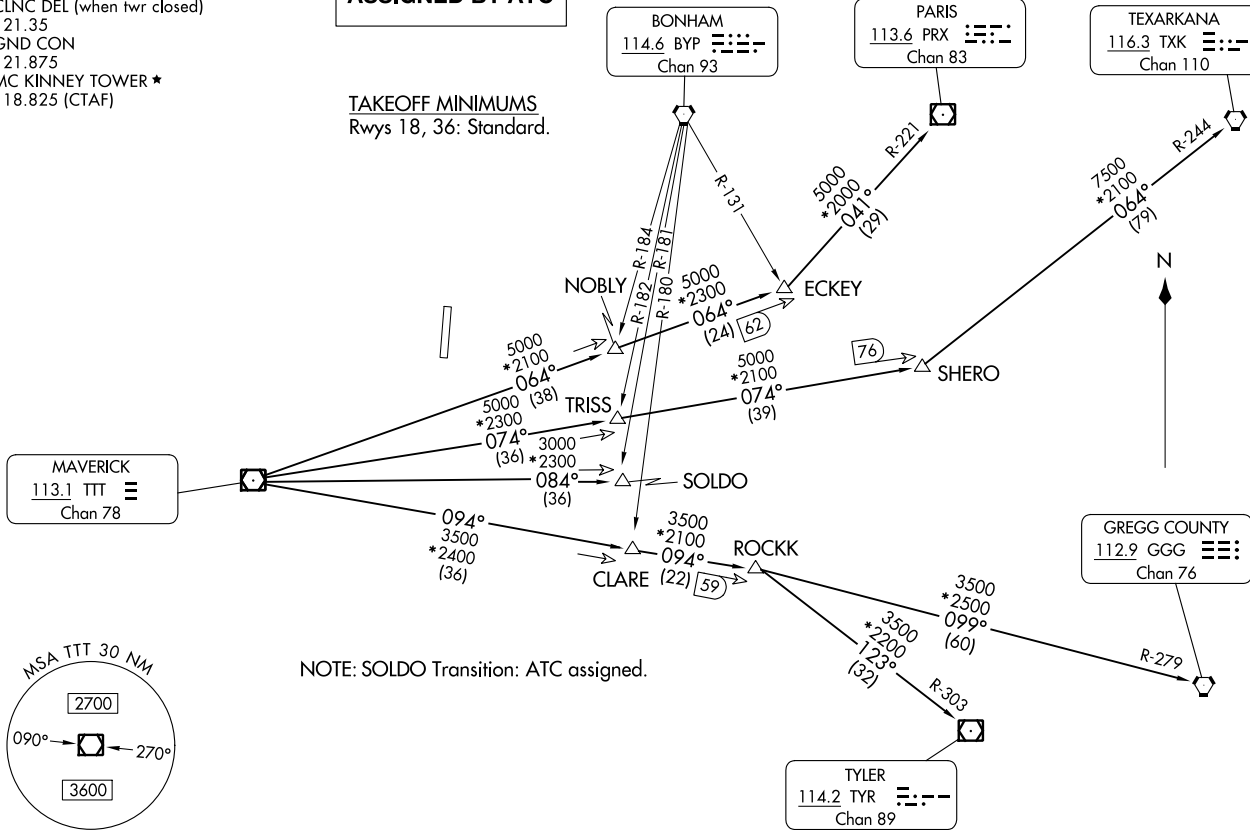 CLNC DEL (when twr closed)
21.35
GND CON
21.875
MC KINNEY TOWER ★
18.825 (CTAF)
ASSIGNED BY ATC
TAKEOFF MINIMUMS
Rwys 18, 36: Standard.
BONHAM
114.6 BYP
Chan 93
PARIS
113.6 PRX
Chan 83
TEXARKANA
116.3 TXK
Chan 110
R-221
R-244
R-131
R-184
R-181
R-182
R-180
5000
*2000
041°
(29)
7500
*2100
064°
(79)
N
NOBLY
5000
*2300
064°
(24)
62
ECKEY
5000
*2100
064°
(38)
TRISS
5000
*2100
074°
(39)
76
SHERO
5000
*2300
074°
(36)
3000
*2300
084°
(36)
SOLDO
MAVERICK
113.1 TTT
Chan 78
094°
3500
*2400
(36)
CLARE
3500
*2100
094°
(22)
59
ROCKK
GREGG COUNTY
112.9 GGG
Chan 76
3500
*2500
099°
(60)
R-279
3500
*2200
123°
(32)
R-303
TYLER
114.2 TYR
Chan 89
NOTE: SOLDO Transition: ATC assigned.
MSA TTT 30 NM
2700
090°
270°
3600